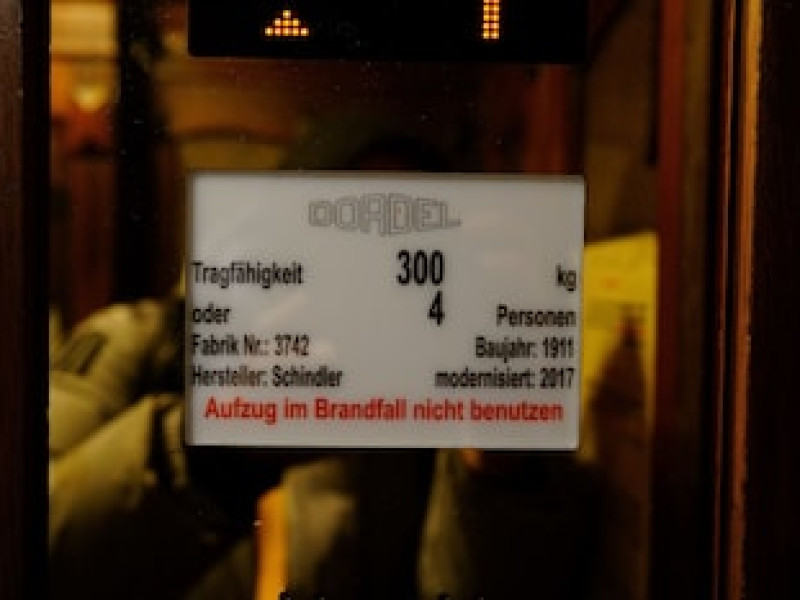 DORDEL
Tragfähigkeit 300 kg
oder 4 Personen
Fabrik Nr.: 3742 Baujahr: 1911
Hersteller: Schindler modernisiert: 2017
Aufzug im Brandfall nicht benutzen